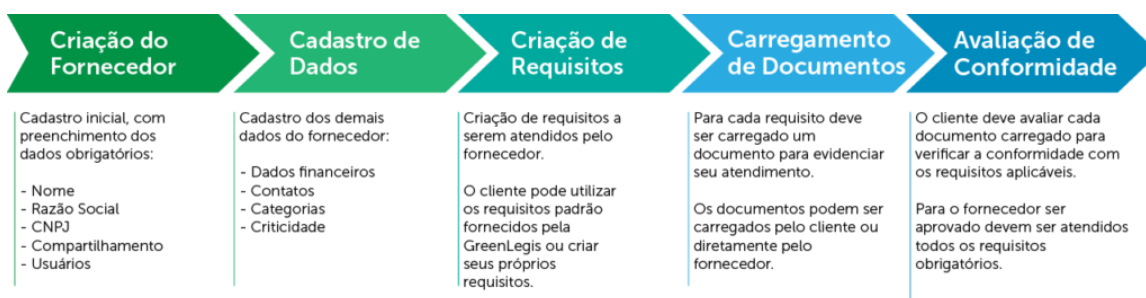 Criação do
Fornecedor
Cadastro de
Dados
Criação de
Requisitos
Carregamento
de Documentos
Avaliação de
Conformidade
Cadastro inicial, com
preenchimento dos
dados obrigatórios:
- Nome
- Razão Social
- CNPJ
- Compartilhamento
- Usuários
Cadastro dos demais
dados do fornecedor:
- Dados financeiros
- Contatos
- Categorias
- Criticidade
Criação de requisitos a
serem atendidos pelo
fornecedor.
O cliente pode utilizar
os requisitos padrão
fornecidos pela
GreenLegis ou criar
seus próprios
requisitos.
Para cada requisito deve
ser carregado um
documento para evidenciar
seu atendimento.
Os documentos podem ser
carregados pelo cliente ou
diretamente pelo
fornecedor.
O cliente deve avaliar cada
documento carregado para
verificar a conformidade com
os requisitos aplicáveis.
Para o fornecedor ser
aprovado devem ser atendidos
todos os requisitos
obrigatórios.